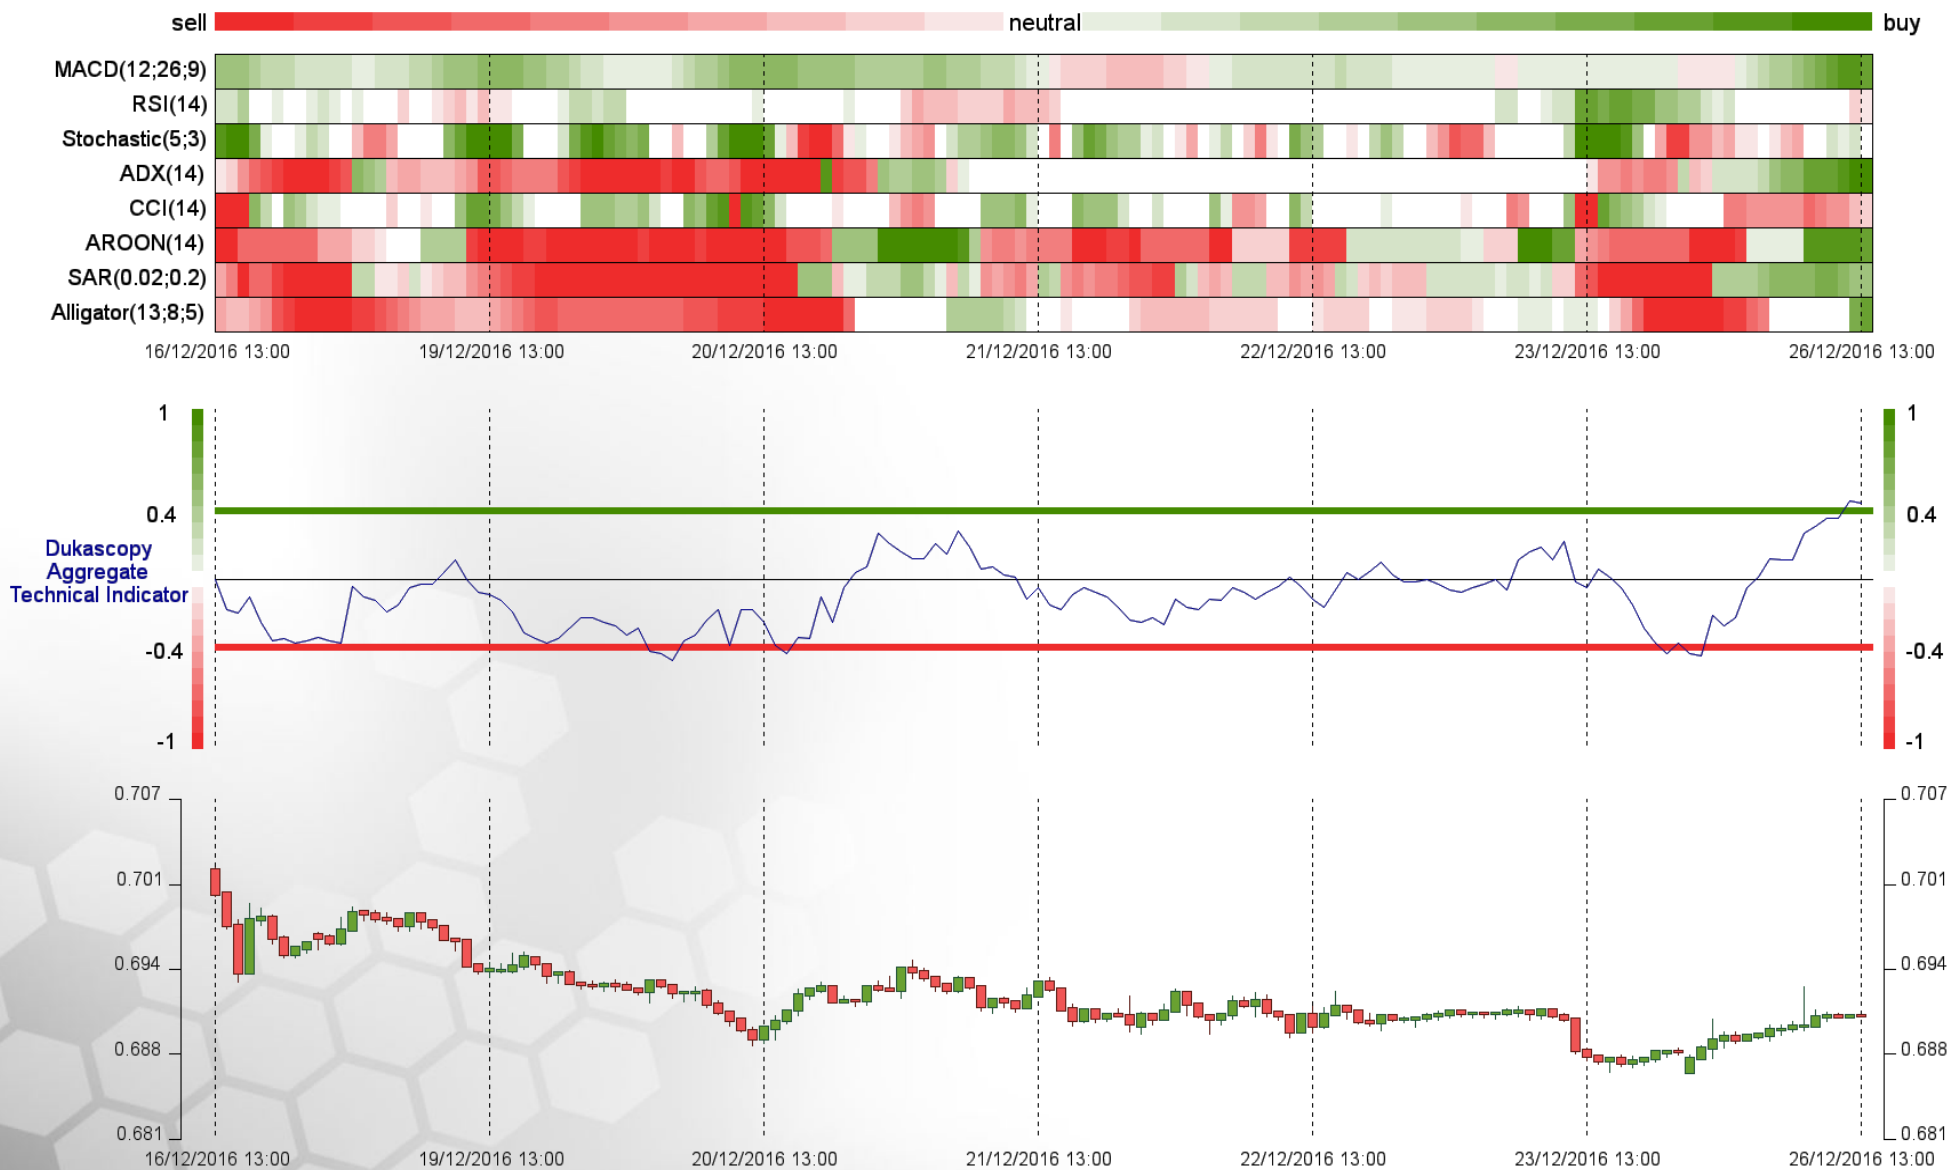 sell neutral buy
MACD(12;26;9)
RSI(14)
Stochastic(5;3)
ADX(14)
CCI(14)
AROON(14)
SAR(0.02;0.2)
Alligator(13;8;5)
16/12/2016 13:00 19/12/2016 13:00 20/12/2016 13:00 21/12/2016 13:00 22/12/2016 13:00 23/12/2016 13:00 26/12/2016 13:00
1 1
0.4 0.4
Dukascopy
Aggregate
Technical Indicator
-0.4 -0.4
-1 -1
0.707 0.707
0.701 0.701
0.694 0.694
0.688 0.688
0.681 0.681
16/12/2016 13:00 19/12/2016 13:00 20/12/2016 13:00 21/12/2016 13:00 22/12/2016 13:00 23/12/2016 13:00 26/12/2016 13:00